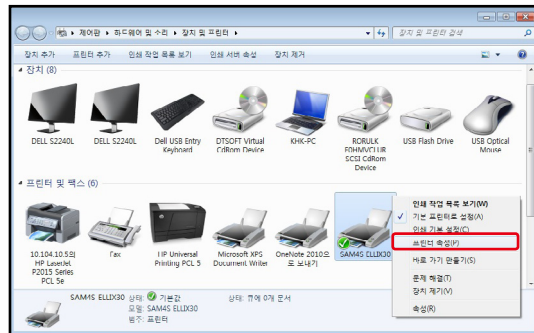 제어판 ▸ 하드웨어 및 소리 ▸ 장치 및 프린터 ▸
장치 및 프린터 검색
장치 추가 프린터 추가 인쇄 작업 목록 보기 인쇄 서버 속성 장치 제거
장치 (8)
DELL S2240L
DELL S2240L
Dell USB Entry
Keyboard
DTSOFT Virtual
CdRom Device
KHK-PC
RORULK
SCSI CdRom
Device
USB Flash Drive
USB Optical
Mouse
프린터 및 팩스 (6)
10.104.10.5의
HP LaserJet
P2015 Series
PCL 5e
Fax
HP Universal
Printing PCL 5
Microsoft XPS
Document Writer
OneNote 2010으
로 보내기
SAM4S ELLIX30
인쇄 작업 목록 보기(W)
기본 프린터로 설정(A)
인쇄 기본 설정(C)
프린터 속성(P)
바로 가기 만들기(S)
문제 해결(T)
장치 제거(V)
속성(R)
SAM4S ELLIX30 상태: 기본값 상태: 큐에 0개 문서
모델: SAM4S ELLIX30
범주: 프린터